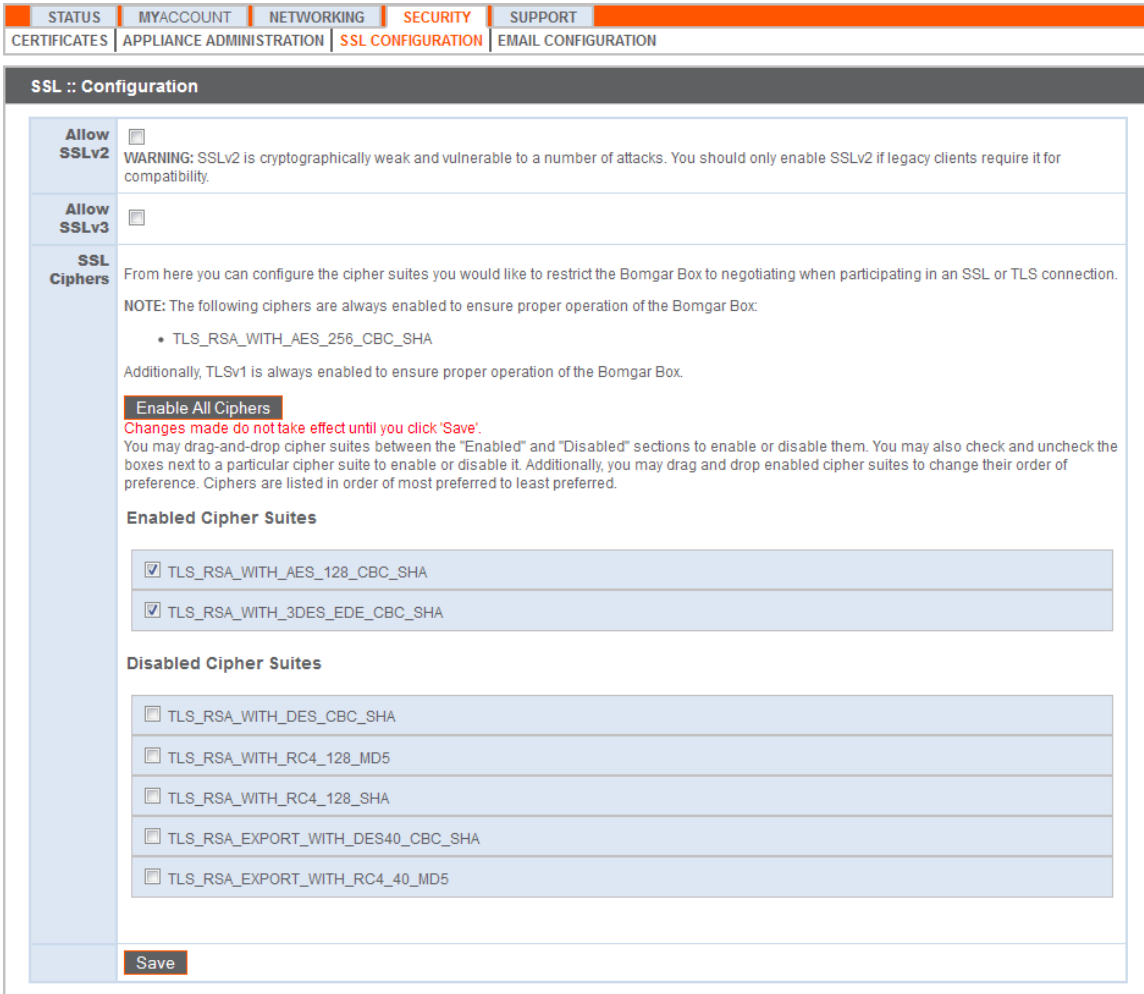 STATUS MYACCOUNT NETWORKING SECURITY SUPPORT
CERTIFICATES APPLIANCE ADMINISTRATION SSL CONFIGURATION EMAIL CONFIGURATION
SSL :: Configuration
Allow
SSLv2
WARNING: SSLv2 is cryptographically weak and vulnerable to a number of attacks. You should only enable SSLv2 if legacy clients require it for
compatibility.
Allow
SSLv3
SSL
Ciphers
From here you can configure the cipher suites you would like to restrict the Bomgar Box to negotiating when participating in an SSL or TLS connection.
NOTE: The following ciphers are always enabled to ensure proper operation of the Bomgar Box:
• TLS_RSA_WITH_AES_256_CBC_SHA
Additionally, TLSv1 is always enabled to ensure proper operation of the Bomgar Box.
Enable All Ciphers
Changes made do not take effect until you click 'Save'.
You may drag-and-drop cipher suites between the "Enabled" and "Disabled" sections to enable or disable them. You may also check and uncheck the
boxes next to a particular cipher suite to enable or disable it. Additionally, you may drag and drop enabled cipher suites to change their order of
preference. Ciphers are listed in order of most preferred to least preferred.
Enabled Cipher Suites
TLS_RSA_WITH_AES_128_CBC_SHA
TLS_RSA_WITH_3DES_EDE_CBC_SHA
Disabled Cipher Suites
TLS_RSA_WITH_DES_CBC_SHA
TLS_RSA_WITH_RC4_128_MD5
TLS_RSA_WITH_RC4_128_SHA
TLS_RSA_EXPORT_WITH_DES40_CBC_SHA
TLS_RSA_EXPORT_WITH_RC4_40_MD5
Save